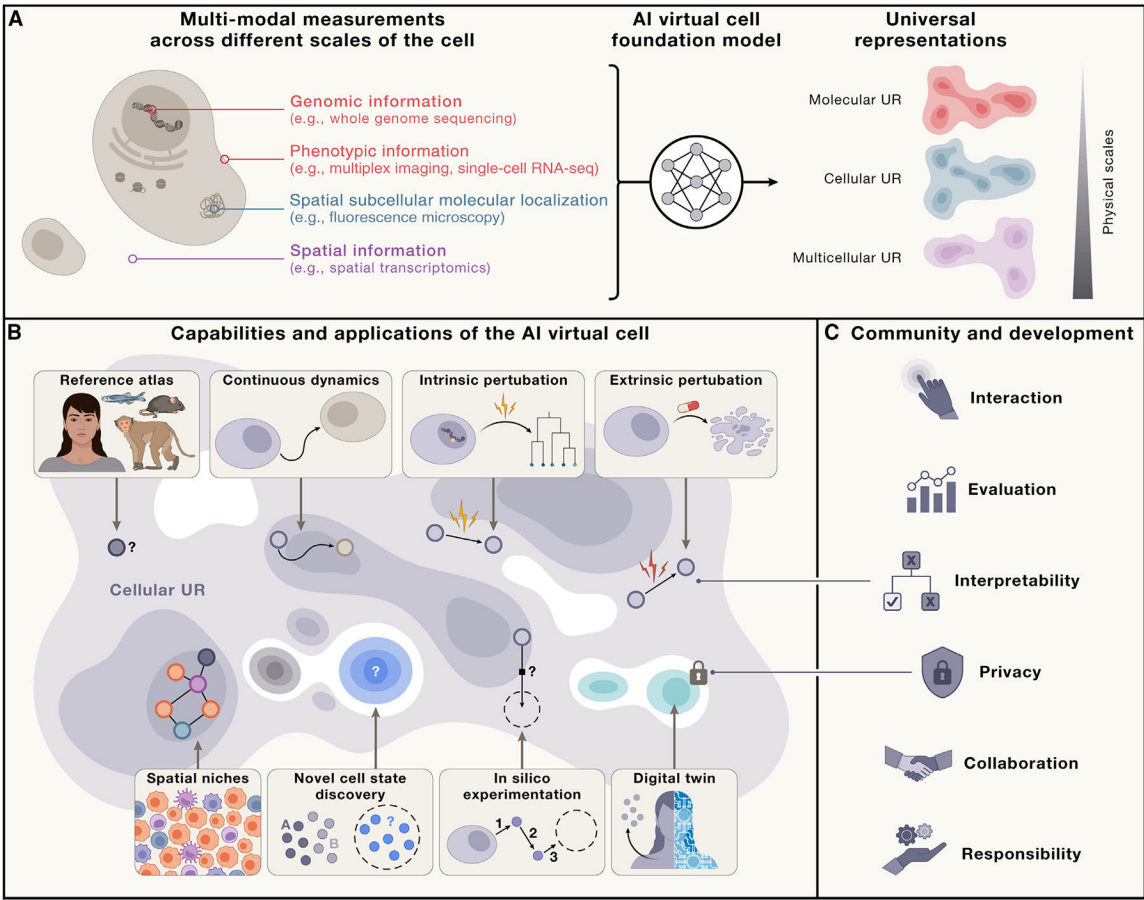 A
Multi-modal measurements
across different scales of the cell
AI virtual cell
foundation model
Universal
representations
Genomic information
(e.g., whole genome sequencing)
Phenotypic information
(e.g., multiplex imaging, single-cell RNA-seq)
Spatial subcellular molecular localization
(e.g., fluorescence microscopy)
Spatial information
(e.g., spatial transcriptomics)
Molecular UR
Cellular UR
Multicellular UR
Physical scales
B
Capabilities and applications of the AI virtual cell
Reference atlas
Continuous dynamics
Intrinsic pertubation
Extrinsic pertubation
?
Cellular UR
?
?
Spatial niches
Novel cell state
discovery
A
B
?
In silico
experimentation
1
2
3
Digital twin
C
Community and development
Interaction
Evaluation
X
X
Interpretability
Privacy
Collaboration
Responsibility